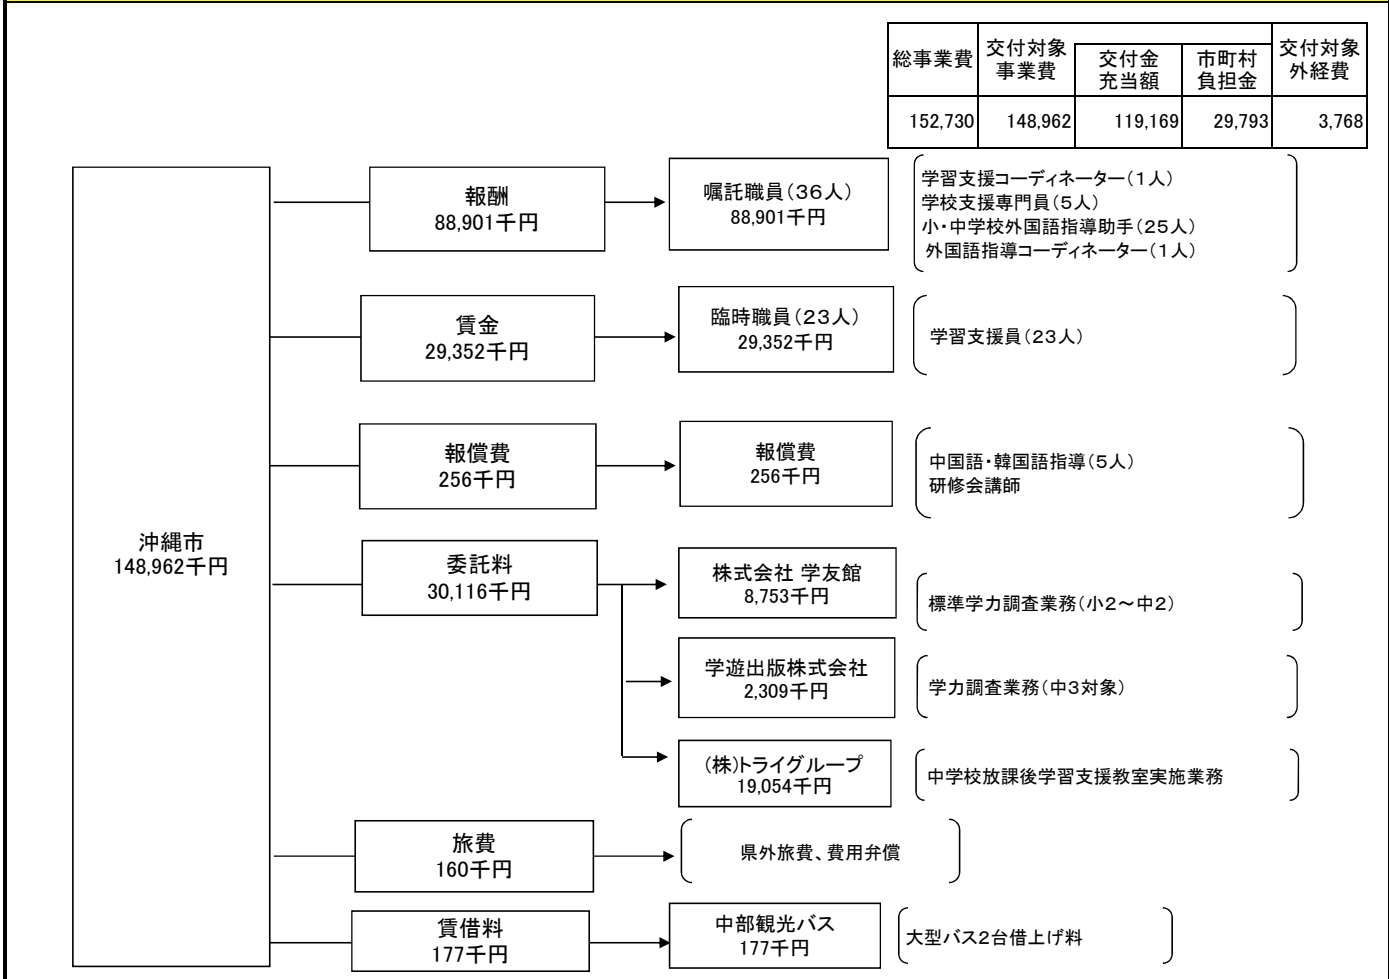 総事業費
交付対象
事業費
交付金
充当額
市町村
負担金
交付対象
外経費
152,730
148,962
119,169
29,793
3,768
沖縄市
148,962千円
報酬
88,901千円
嘱託職員(36人)
88,901千円
学習支援コーディネーター(1人)
学校支援専門員(5人)
小・中学校外国語指導助手(25人)
外国語指導コーディネーター(1人)
賃金
29,352千円
臨時職員(23人)
29,352千円
学習支援員(23人)
報償費
256千円
報償費
256千円
中国語・韓国語指導(5人)
研修会講師
委託料
30,116千円
株式会社 学友館
8,753千円
標準学力調査業務(小2~中2)
学遊出版株式会社
2,309千円
学力調査業務(中3対象)
(株)トライグループ
19,054千円
中学校放課後学習支援教室実施業務
旅費
160千円
県外旅費、費用弁償
賃借料
177千円
中部観光バス
177千円
大型バス2台借上げ料